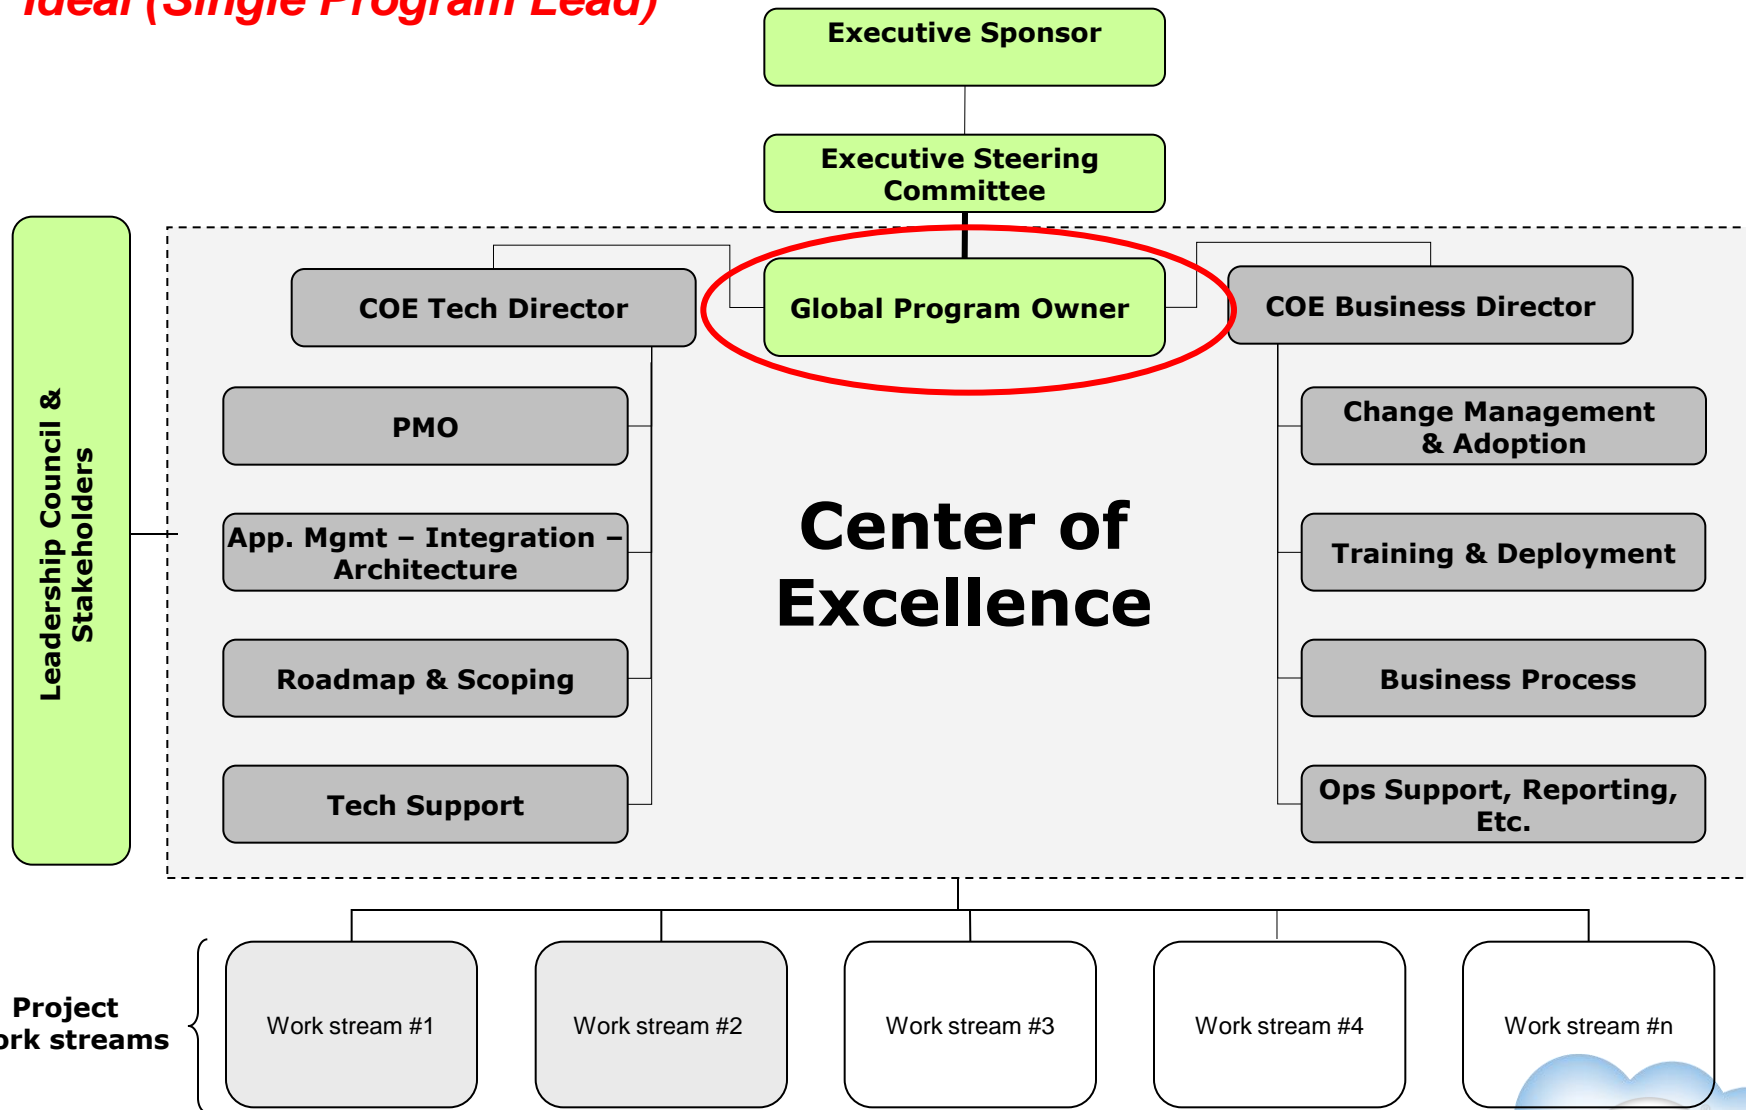 Ideal (Single Program Lead)
Executive Sponsor
Executive Steering
Committee
Leadership Council &
Stakeholders
COE Tech Director
Global Program Owner
COE Business Director
PMO
App. Mgmt – Integration –
Architecture
Roadmap & Scoping
Tech Support
Center of
Excellence
Change Management
& Adoption
Training & Deployment
Business Process
Ops Support, Reporting,
Etc.
Project
ork streams
Work stream #1
Work stream #2
Work stream #3
Work stream #4
Work stream #n